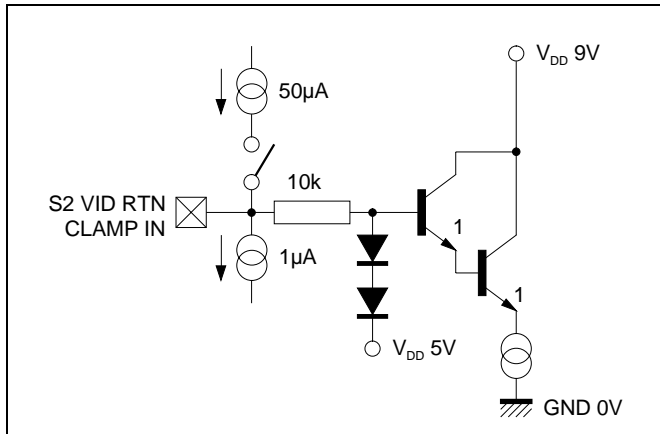 V_DD 9V
50µA
10k
S2 VID RTN
CLAMP IN
1µA
1
1
V_DD 5V
GND 0V